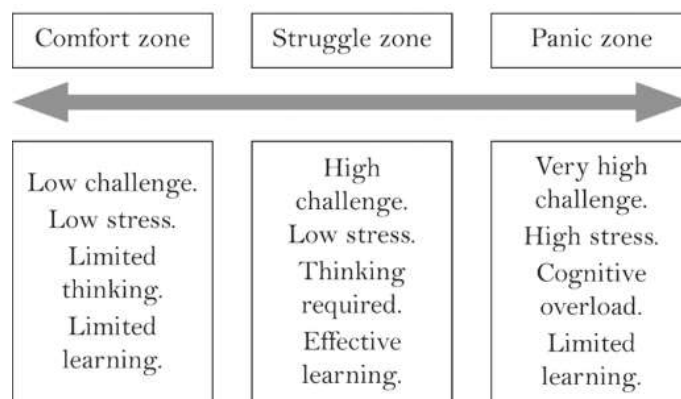 Comfort zone
Struggle zone
Panic zone
Low challenge.
Low stress.
Limited
thinking.
Limited
learning.
High
challenge.
Low stress.
Thinking
required.
Effective
learning.
Very high
challenge.
High stress.
Cognitive
overload.
Limited
learning.